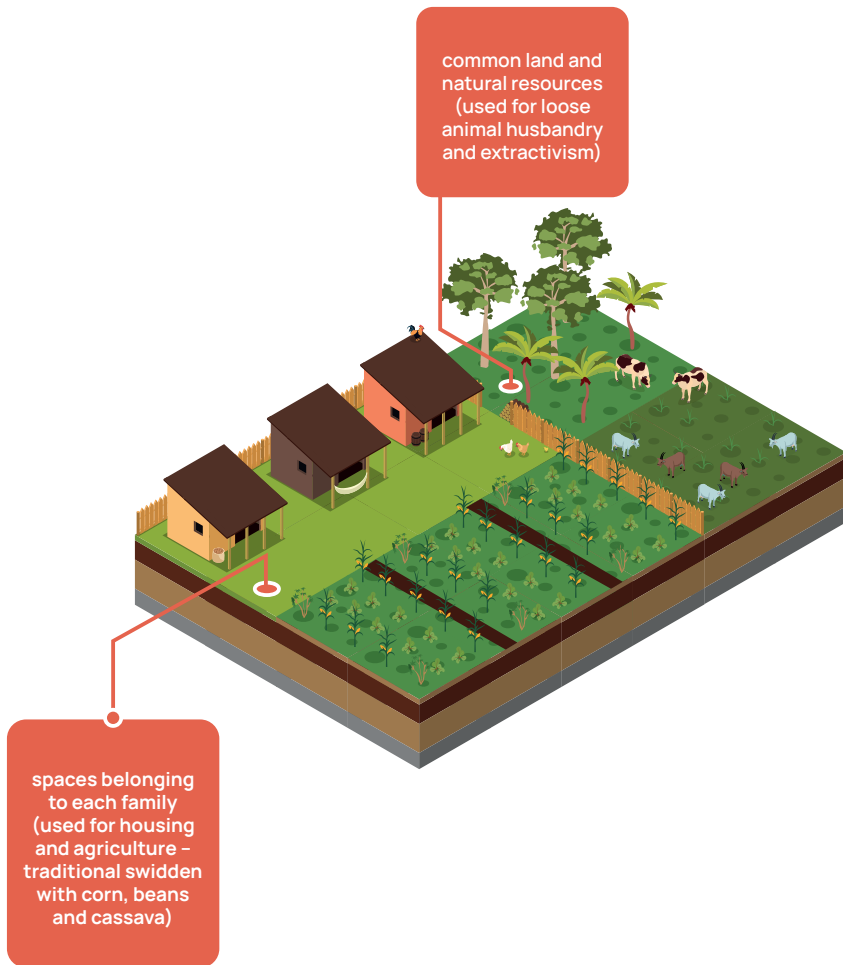 common land and
natural resources
(used for loose
animal husbandry
and extractivism)
spaces belonging
to each family
(used for housing
and agriculture –
traditional swidden
with corn, beans
and cassava)